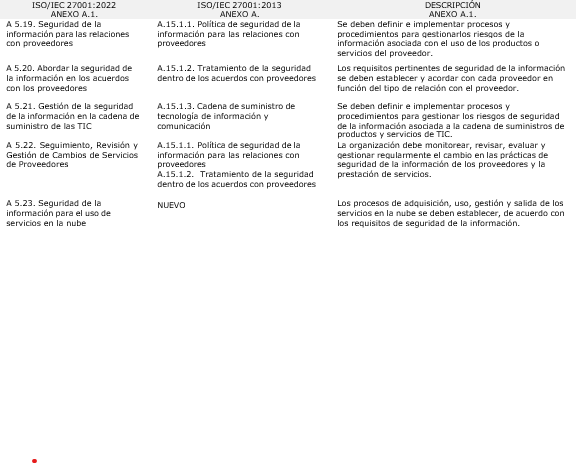 ISO/IEC 27001:2022
ANEXO A.1.
ISO/IEC 27001:2013
ANEXO A.
DESCRIPCIÓN
ANEXO A.1.
A 5.19. Seguridad de la
información para las relaciones
con proveedores
A.15.1.1. Política de seguridad de la
información para las relaciones con
proveedores
Se deben definir e implementar procesos y
procedimientos para gestionarlos riesgos de la
información asociada con el uso de los productos o
servicios del proveedor.
A 5.20. Abordar la seguridad de
la información en los acuerdos
con los proveedores
A.15.1.2. Tratamiento de la seguridad
dentro de los acuerdos con proveedores
Los requisitos pertinentes de seguridad de la información
se deben establecer y acordar con cada proveedor en
función del tipo de relación con el proveedor.
A 5.21. Gestión de la seguridad
de la información en la cadena de
suministro de las TIC
A.15.1.3. Cadena de suministro de
tecnología de información y
comunicación
Se deben definir e implementar procesos y
procedimientos para gestionar los riesgos de seguridad
de la información asociada a la cadena de suministros de
productos y servicios de TIC.
A 5.22. Seguimiento, Revisión y
Gestión de Cambios de Servicios
de Proveedores
A.15.1.1. Política de seguridad de la
información para las relaciones con
proveedores
A.15.1.2. Tratamiento de la seguridad
dentro de los acuerdos con proveedores
La organización debe monitorear, revisar, evaluar y
gestionar regularmente el cambio en las prácticas de
seguridad de la información de los proveedores y la
prestación de servicios.
A 5.23. Seguridad de la
información para el uso de
servicios en la nube
NUEVO
Los procesos de adquisición, uso, gestión y salida de los
servicios en la nube se deben establecer, de acuerdo con
los requisitos de seguridad de la información.